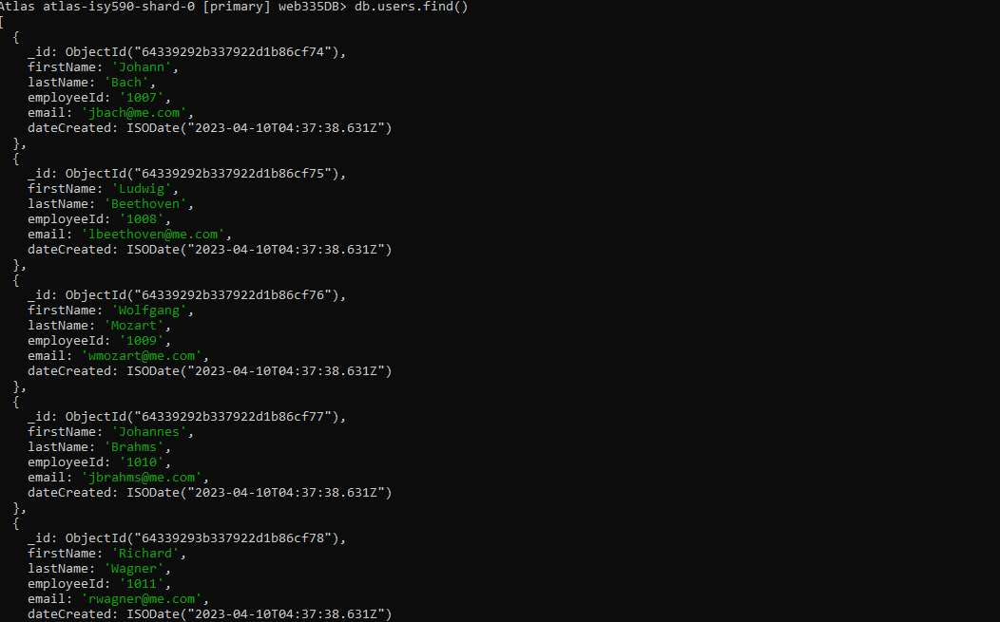 Atlas atlas-isy590-shard-0 [primary] web335DB> db.users.find()
[
{
_id: ObjectId("64339292b337922d1b86cf74"),
firstName: 'Johann',
lastName: 'Bach',
employeeId: '1007',
email: 'jbach@me.com',
dateCreated: ISODate("2023-04-10T04:37:38.631Z")
},
{
_id: ObjectId("64339292b337922d1b86cf75"),
firstName: 'Ludwig',
lastName: 'Beethoven',
employeeId: '1008',
email: 'lbeethoven@me.com',
dateCreated: ISODate("2023-04-10T04:37:38.631Z")
},
{
_id: ObjectId("64339292b337922d1b86cf76"),
firstName: 'Wolfgang',
lastName: 'Mozart',
employeeId: '1009',
email: 'wmozart@me.com',
dateCreated: ISODate("2023-04-10T04:37:38.631Z")
},
{
_id: ObjectId("64339292b337922d1b86cf77"),
firstName: 'Johannes',
lastName: 'Brahms',
employeeId: '1010',
email: 'jbrahms@me.com',
dateCreated: ISODate("2023-04-10T04:37:38.631Z")
},
{
_id: ObjectId("64339293b337922d1b86cf78"),
firstName: 'Richard',
lastName: 'Wagner',
employeeId: '1011',
email: 'rwagner@me.com',
dateCreated: ISODate("2023-04-10T04:37:38.631Z")